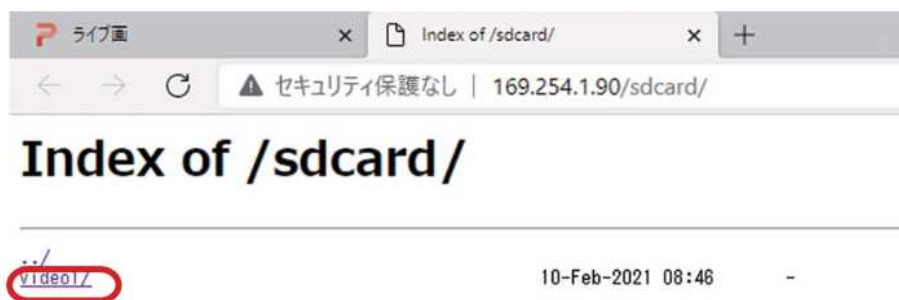 ライブ画
Index of /sdcard/
セキュリティ保護なし | 169.254.1.90/sdcard/
Index of /sdcard/
../
video1/ 10-Feb-2021 08:46 -